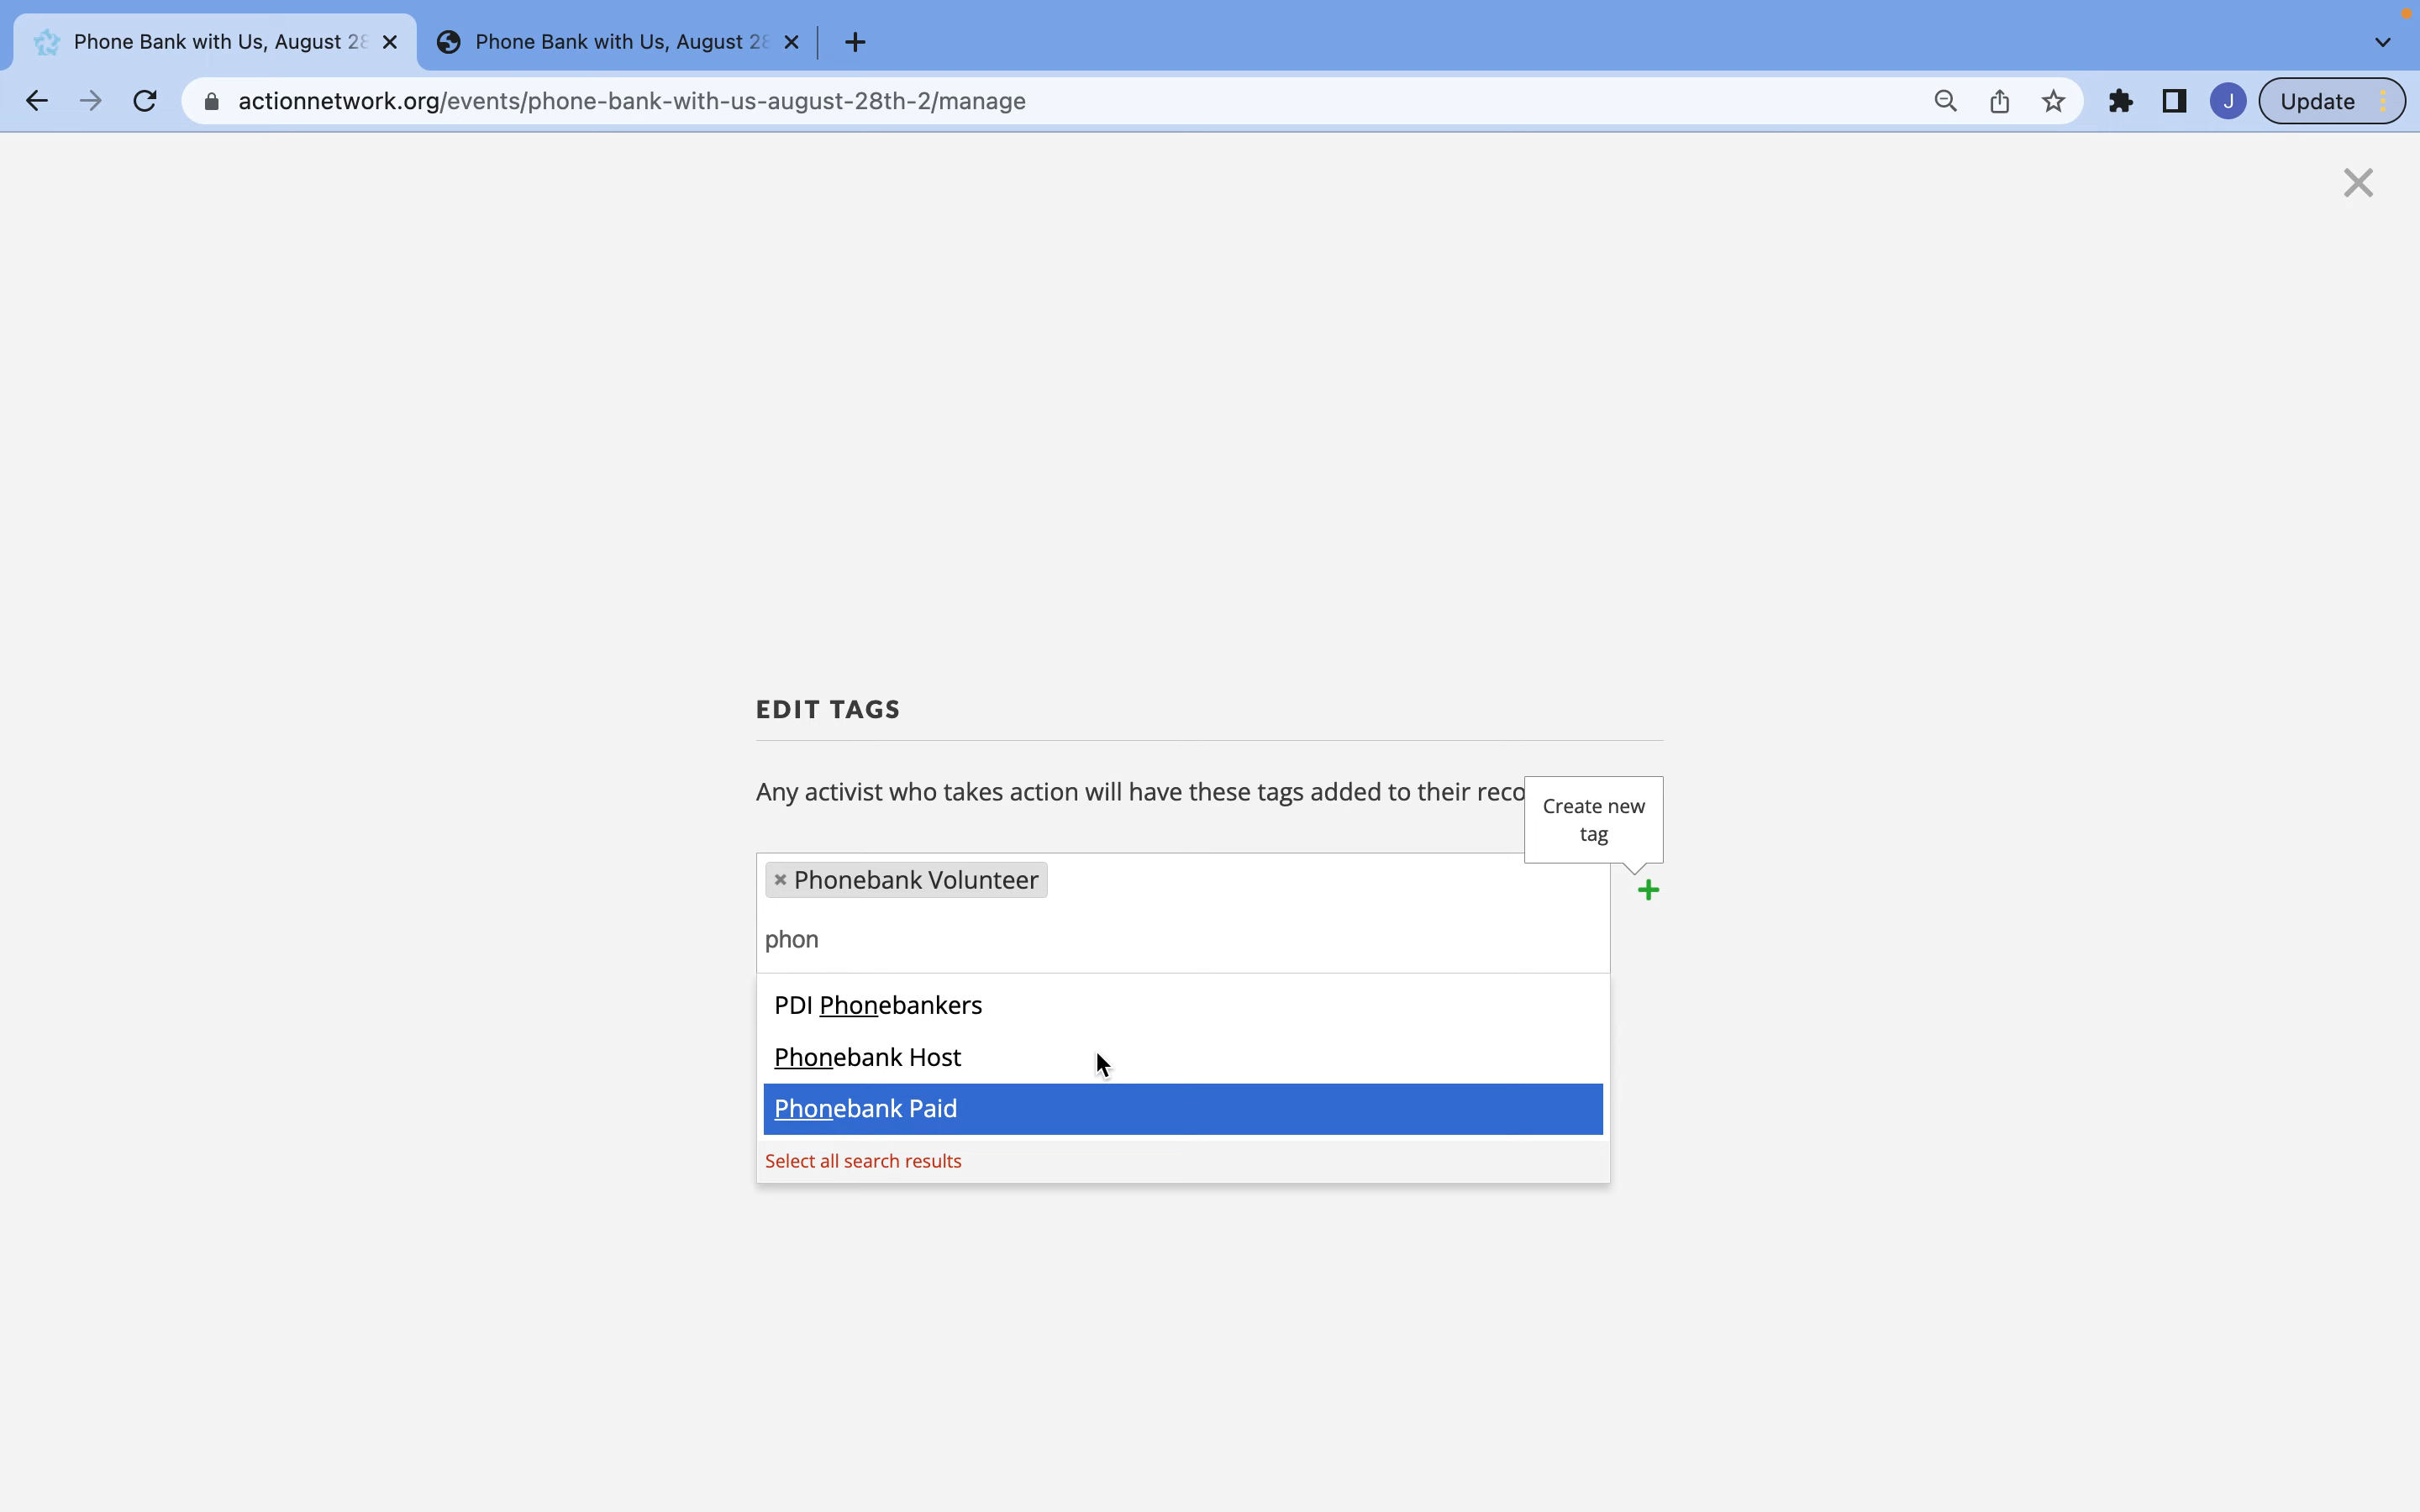 Phone Bank with Us, August 28
Phone Bank with Us, August 28
actionnetwork.org/events/phone-bank-with-us-august-28th-2/manage
J
Update
EDIT TAGS
Any activist who takes action will have these tags added to their reco
Create new
tag
Phonebank Volunteer
phon
PDI Phonebankers
Phonebank Host
Phonebank Paid
Select all search results